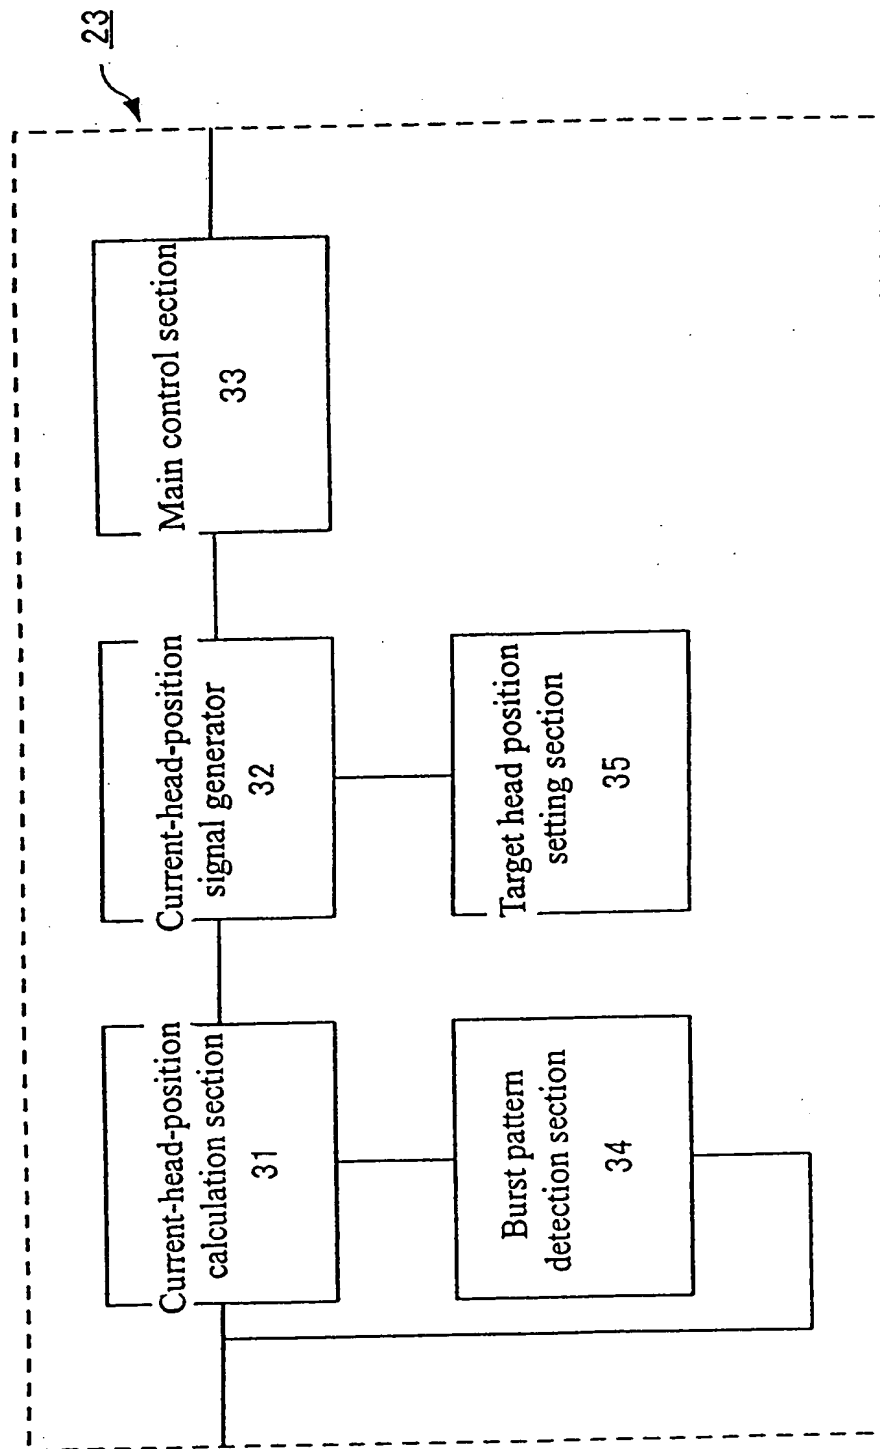 23
Current-head-position
calculation section
31
Current-head-position
signal generator
32
Main control section
33
Burst pattern
detection section
34
Target head position
setting section
35